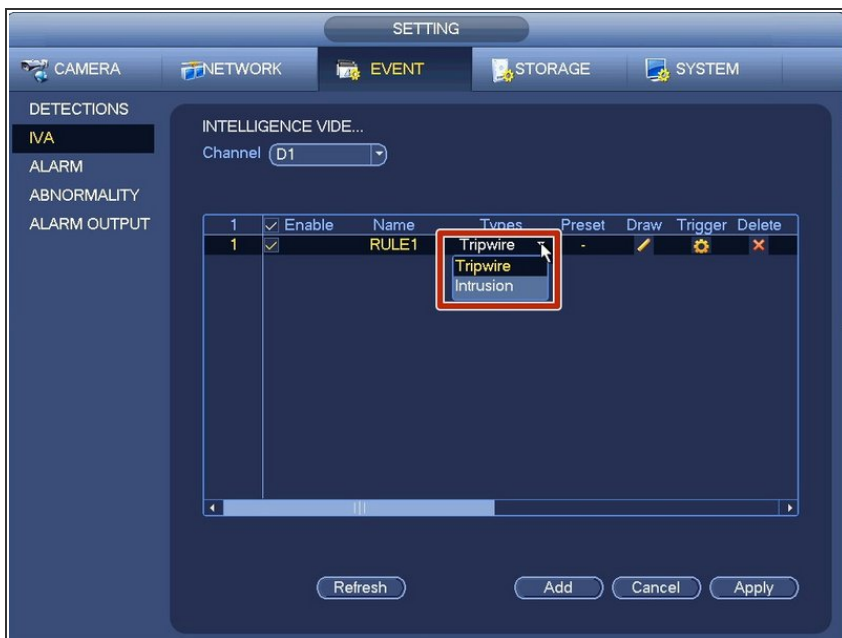 SETTING
CAMERA NETWORK EVENT STORAGE SYSTEM
DETECTIONS
IVA
ALARM
ABNORMALITY
ALARM OUTPUT
INTELLIGENCE VIDE...
Channel D1
1 Enable Name Types Preset Draw Trigger Delete
1 RULE1 Tripwire -
Tripwire
Intrusion
Refresh Add Cancel Apply